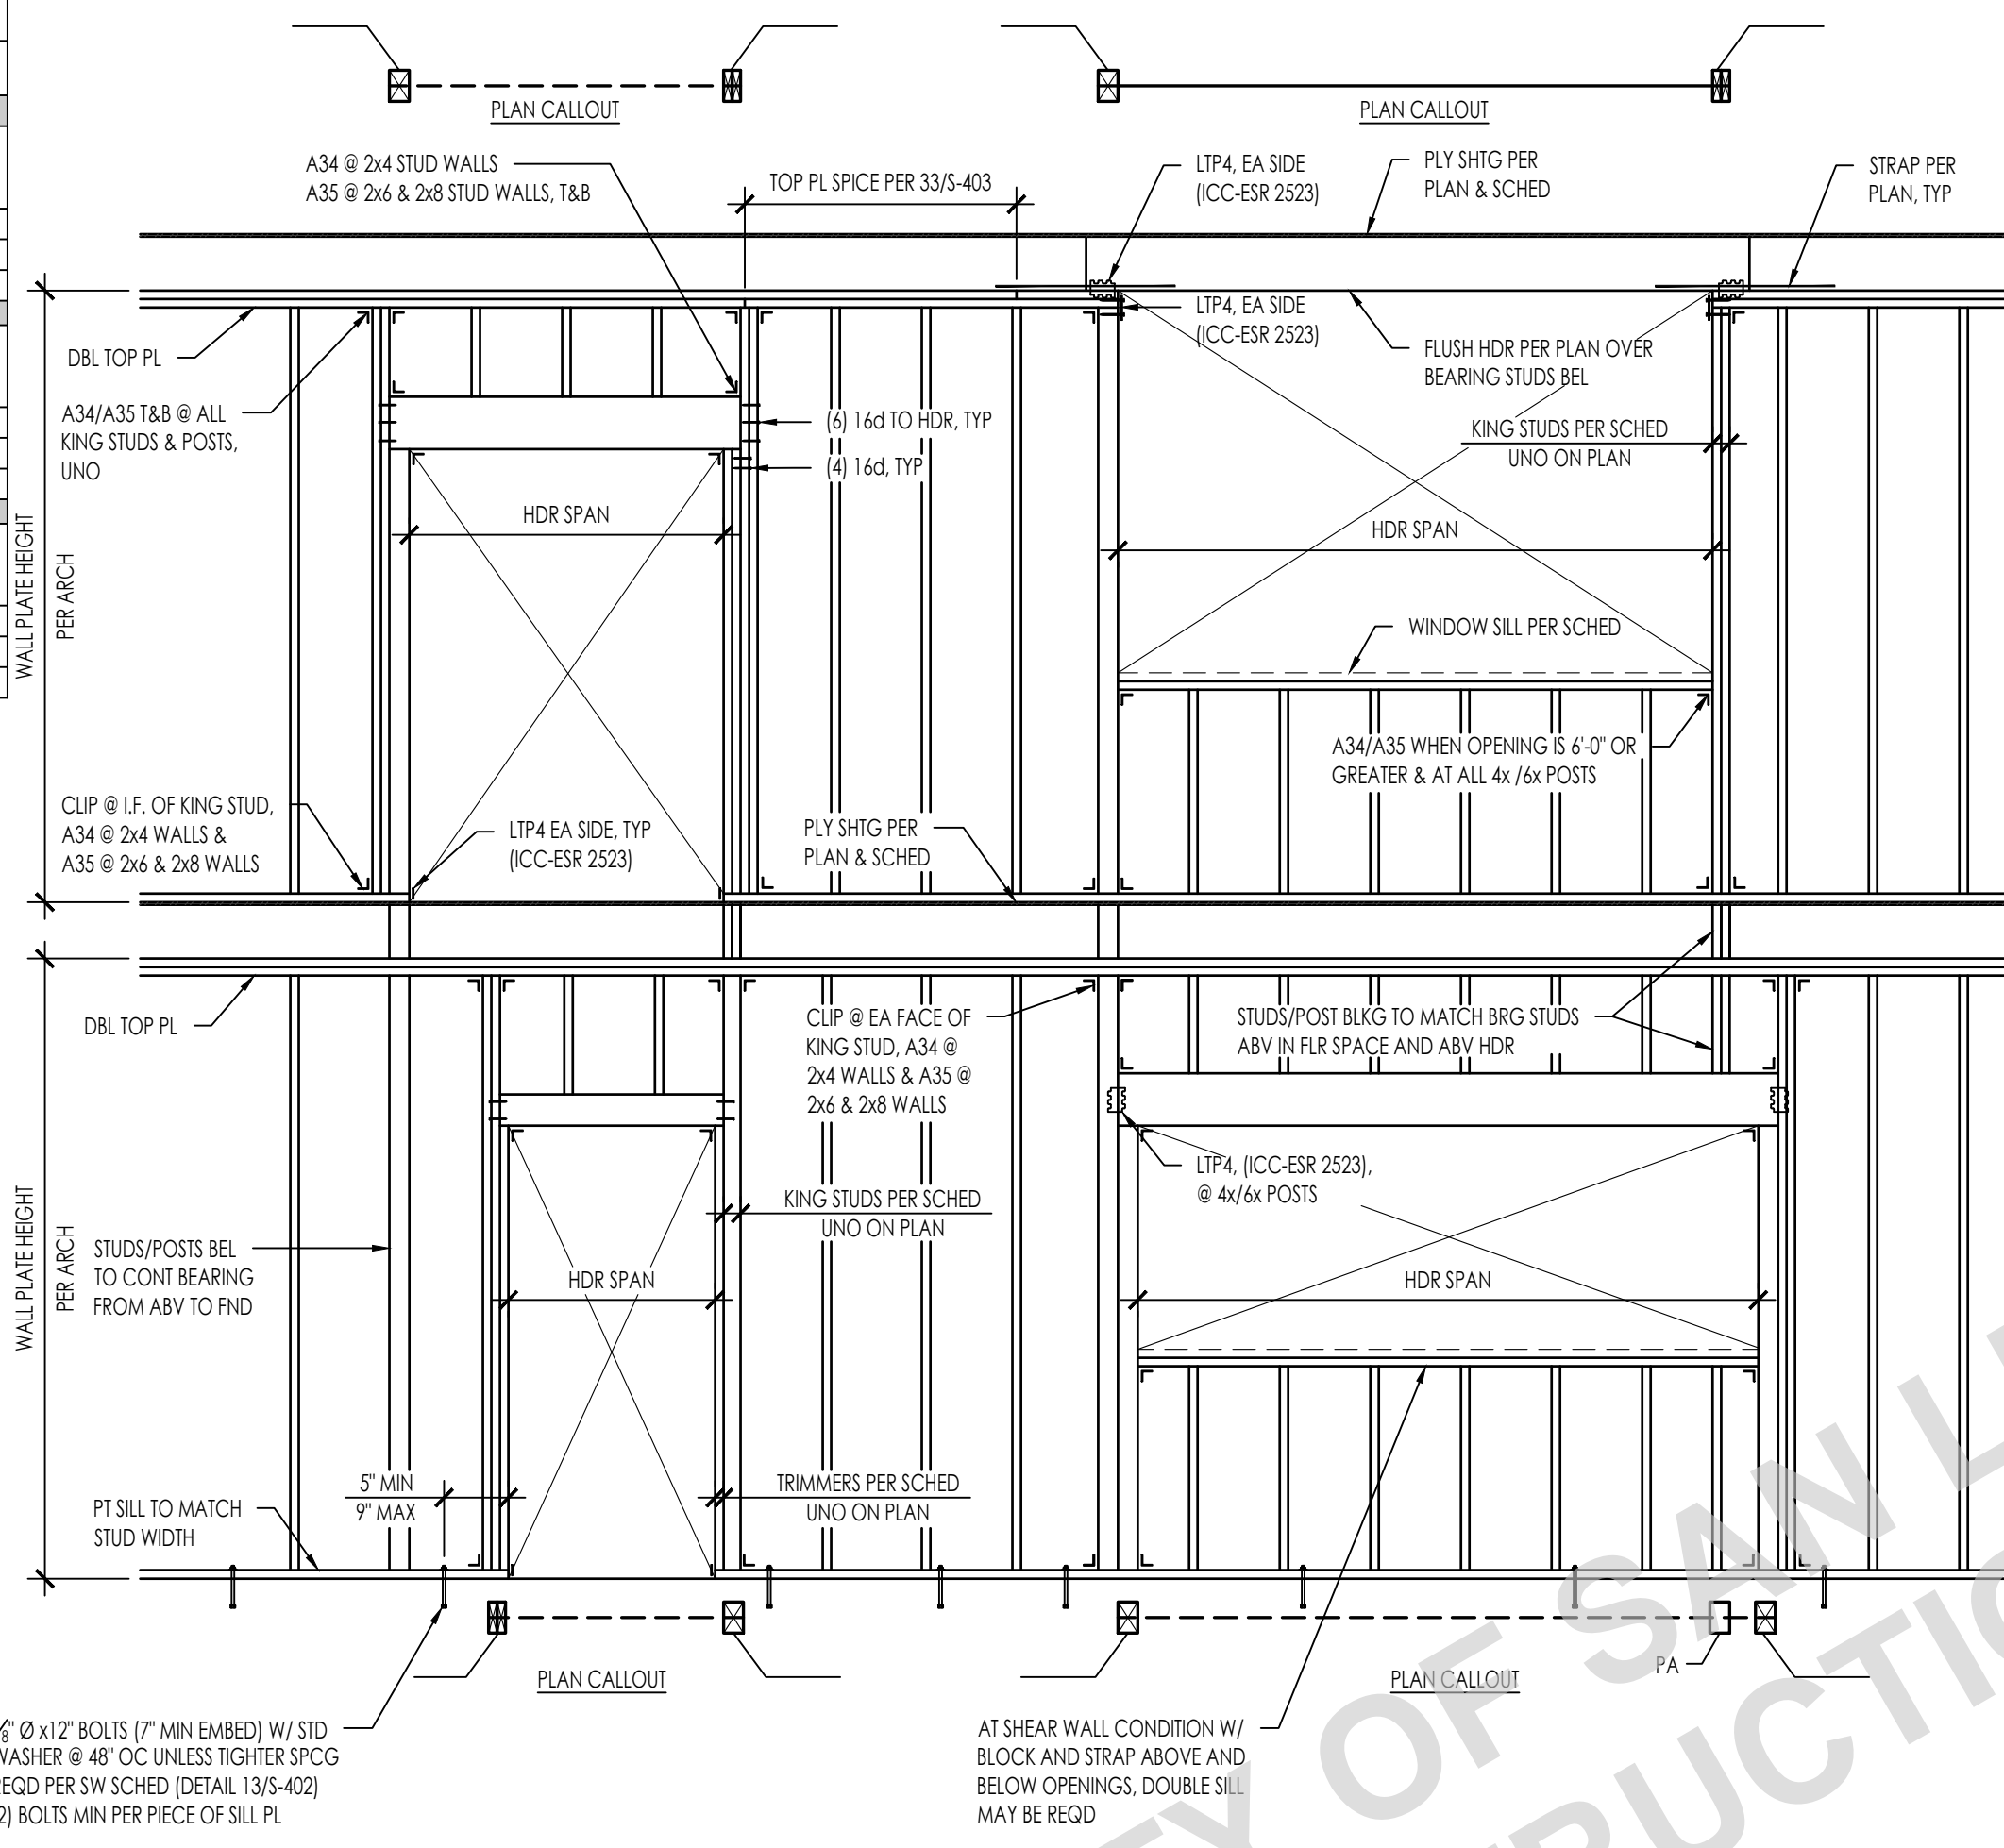 PLAN CALLOUT
PLAN CALLOUT
A34 @ 2x4 STUD WALLS
A35 @ 2x6 & 2x8 STUD WALLS, T&B
TOP PL SPICE PER 33/S-403
LTP4, EA SIDE
(ICC-ESR 2523)
PLY SHTG PER
PLAN & SCHED
STRAP PER
PLAN, TYP
DBL TOP PL
LTP4, EA SIDE
(ICC-ESR 2523)
FLUSH HDR PER PLAN OVER
BEARING STUDS BEL
A34/A35 T&B @ ALL
KING STUDS & POSTS,
UNO
(6) 16d TO HDR, TYP
(4) 16d, TYP
KING STUDS PER SCHED
UNO ON PLAN
HDR SPAN
HDR SPAN
WALL PLATE HEIGHT
PER ARCH
WINDOW SILL PER SCHED
A34/A35 WHEN OPENING IS 6'-0" OR
GREATER & AT ALL 4x /6x POSTS
CLIP @ I.F. OF KING STUD,
A34 @ 2x4 WALLS &
A35 @ 2x6 & 2x8 WALLS
LTP4 EA SIDE, TYP
(ICC-ESR 2523)
PLY SHTG PER
PLAN & SCHED
DBL TOP PL
CLIP @ EA FACE OF
KING STUD, A34 @
2x4 WALLS & A35 @
2x6 & 2x8 WALLS
STUDS/POST BLKG TO MATCH BRG STUDS
ABV IN FLR SPACE AND ABV HDR
LTP4, (ICC-ESR 2523),
@ 4x/6x POSTS
KING STUDS PER SCHED
UNO ON PLAN
WALL PLATE HEIGHT
PER ARCH
STUDS/POSTS BEL
TO CONT BEARING
FROM ABV TO FND
HDR SPAN
HDR SPAN
5" MIN
9" MAX
TRIMMERS PER SCHED
UNO ON PLAN
PT SILL TO MATCH
STUD WIDTH
PLAN CALLOUT
PLAN CALLOUT
PA
8" Ø x12" BOLTS (7" MIN EMBED) W/ STD
WASHER @ 48" OC UNLESS TIGHTER SPCG
REQD PER SW SCHED (DETAIL 13/S-402)
2) BOLTS MIN PER PIECE OF SILL PL
AT SHEAR WALL CONDITION W/
BLOCK AND STRAP ABOVE AND
BELOW OPENINGS, DOUBLE SILL
MAY BE REQD
TY OF SAN L
TRUCTIO